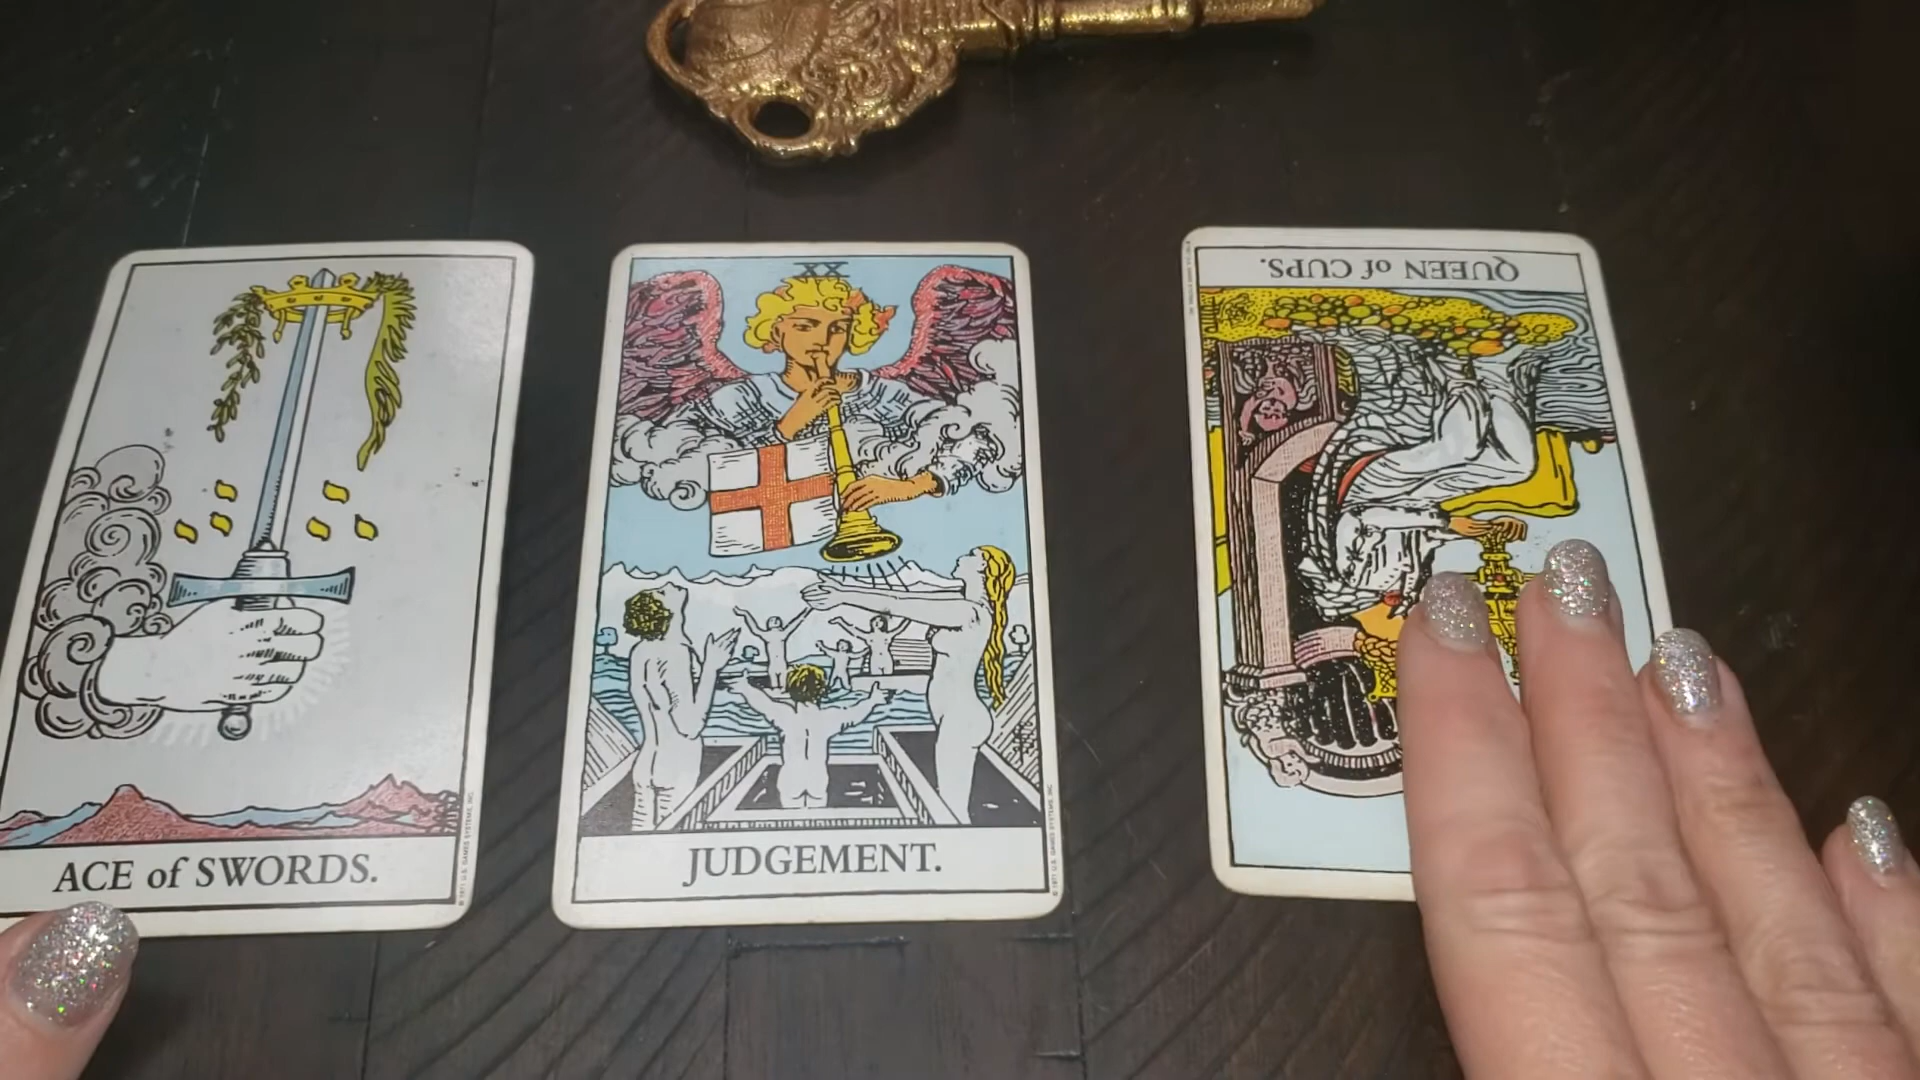 ACE of SWORDS.
XX
JUDGEMENT.
QUEEN of CUPS.